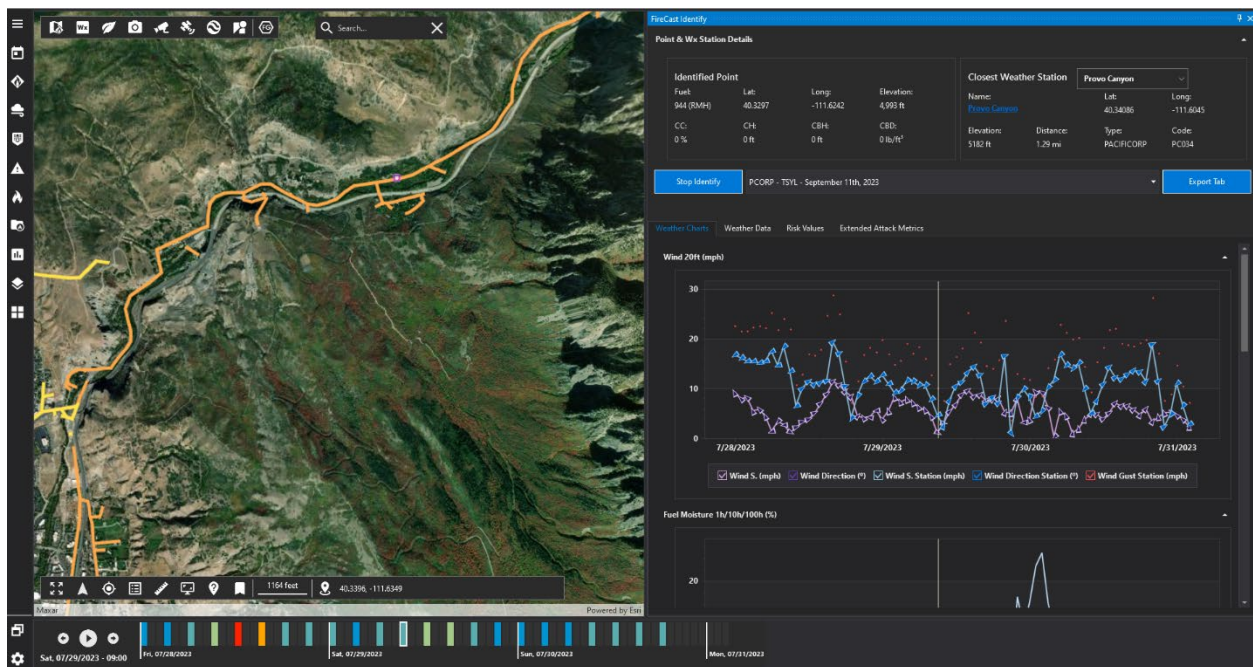 FireCast Identify
Wx
FG
Search...
Point & Wx Station Details
Identified Point
Fuel: Lat: Long: Elevation:
944 (RMH) 40.3297 -111.6242 4,993 ft
CC: CH: CBH: CBD:
0 % 0 ft 0 ft 0 lb/ft³
Closest Weather Station Provo Canyon
Name: Lat: Long:
Provo Canyon 40.34086 -111.6045
Elevation: Distance: Type: Code:
5182 ft 1.29 mi PACIFICORP PC034
Stop Identify PCORP - TSYL - September 11th, 2023 Export Tab
Weather Charts Weather Data Risk Values Extended Attack Metrics
Wind 20ft (mph)
30
20
10
0
7/28/2023 7/29/2023 7/30/2023 7/31/2023
Wind S. (mph) Wind Direction (º) Wind S. Station (mph) Wind Direction Station (º) Wind Gust Station (mph)
Fuel Moisture 1h/10h/100h (%)
20
1164 feet 40.3396, -111.6349
Maxar Powered by Esri
Sat, 07/29/2023 - 09:00 Fri, 07/28/2023 Sat, 07/29/2023 Sun, 07/30/2023 Mon, 07/31/2023